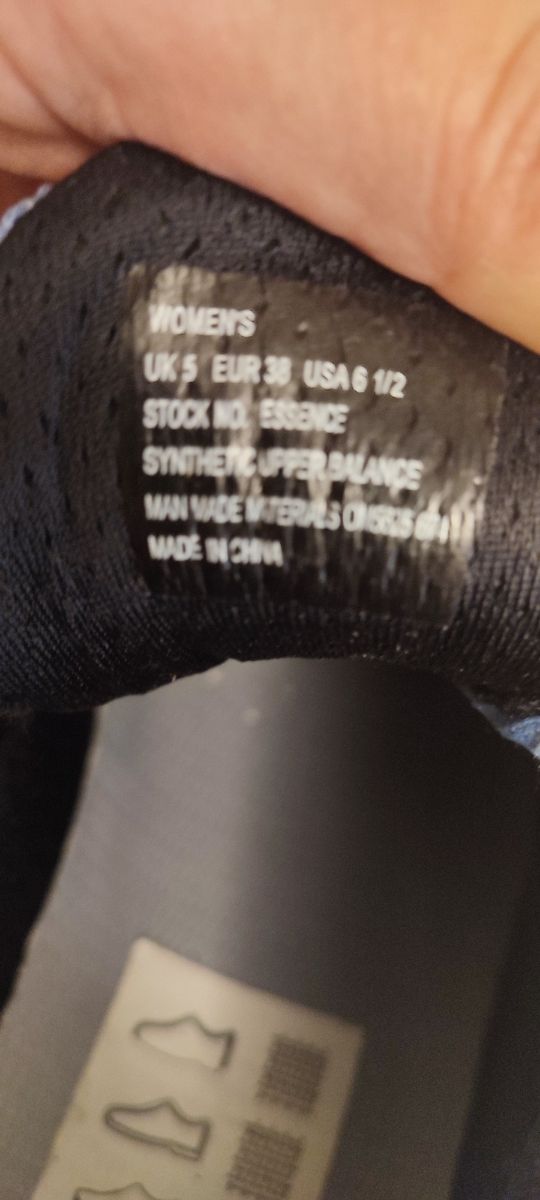 WOMEN'S
UK 5 EUR 38 USA 6 1/2
STOCK NO. ESSENCE
SYNTHETIC UPPER BALANCE
MAN MADE MATERIALS
MADE IN CHINA